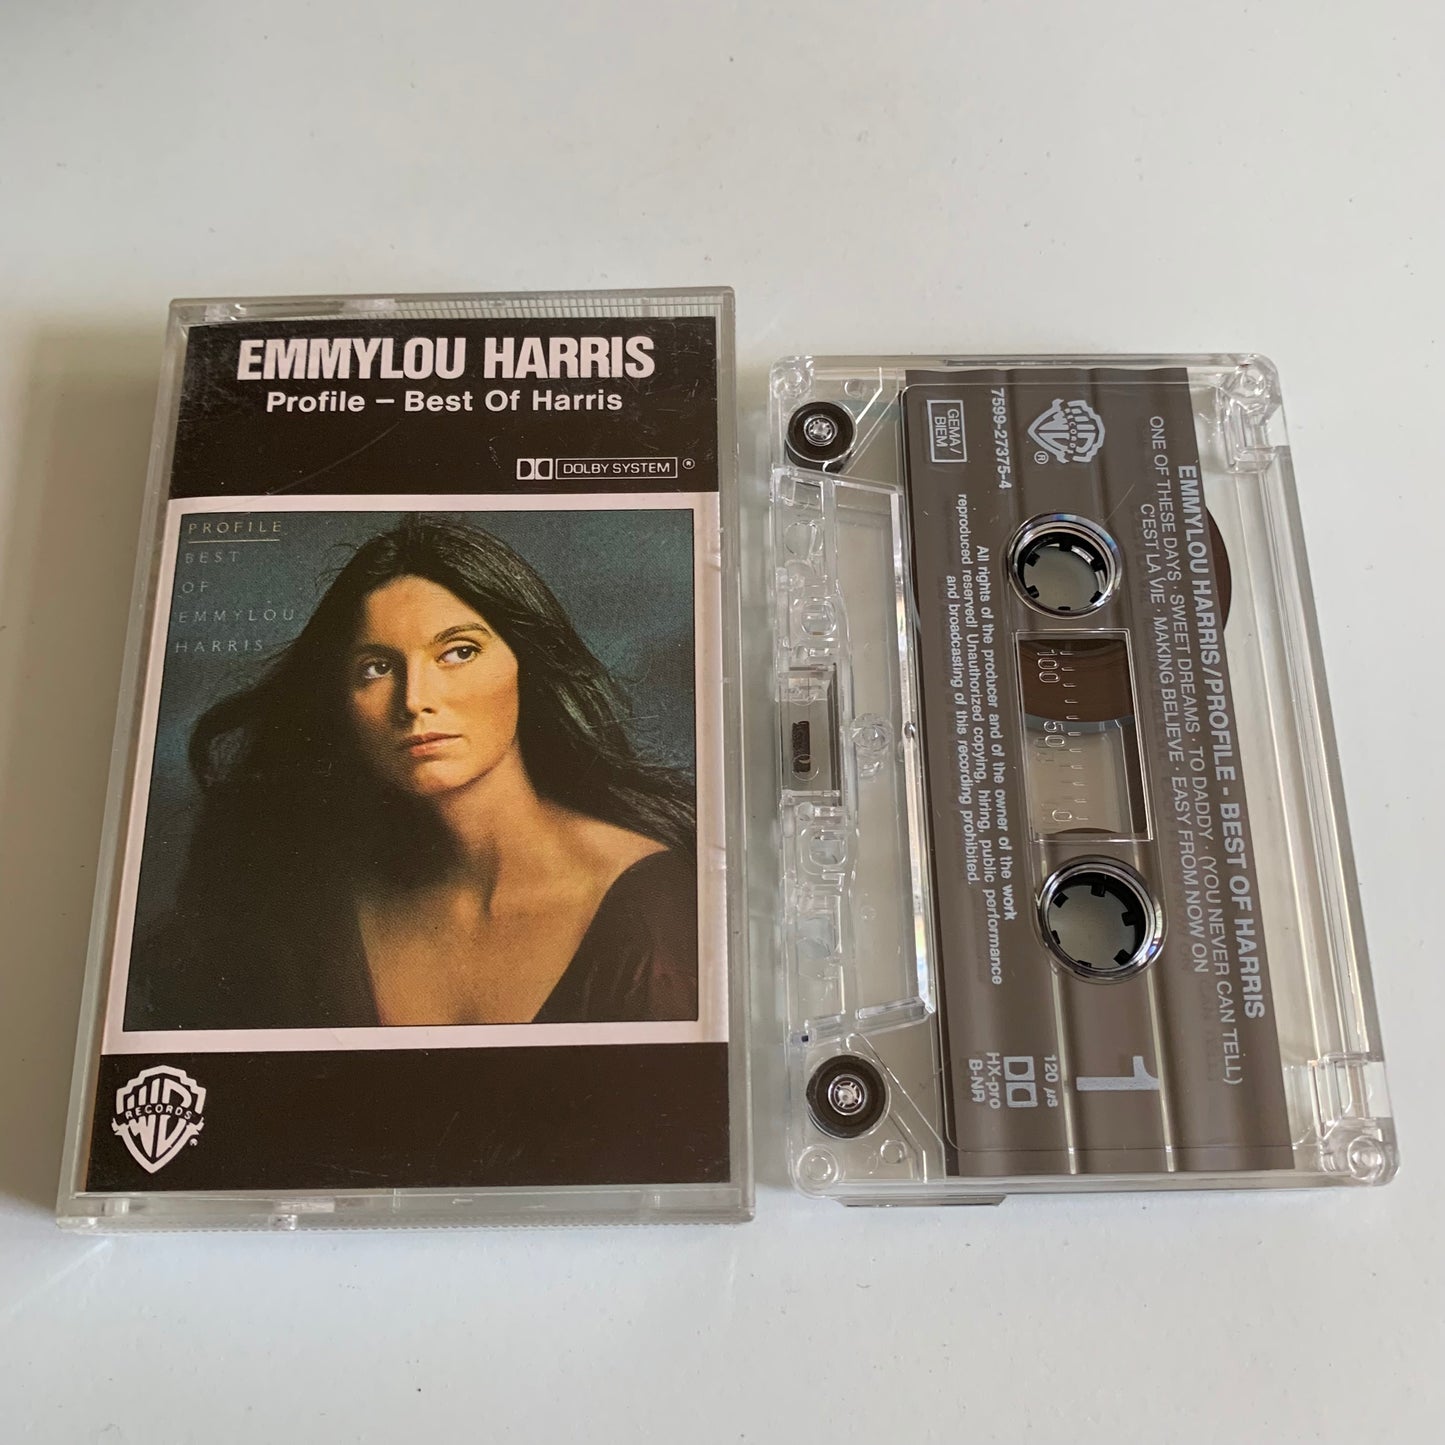 EMMYLOU HARRIS
Profile – Best Of Harris
DOLBY SYSTEM ®
PROFILE
BEST
OF
EMMYLOU
HARRIS
RECORDS
®
EMMYLOU HARRIS/PROFILE - BEST OF HARRIS
ONE OF THESE DAYS · SWEET DREAMS · TO DADDY · (YOU NEVER CAN TELL)
C'EST LA VIE · MAKING BELIEVE · EASY FROM NOW ON
RECORDS
®
1
100 50 0
7599-27375-4
GEMA/
BIEM
All rights of the producer and of the owner of the work
reproduced reserved! Unauthorized copying, hiring, public performance
and broadcasting of this recording prohibited.
120 µs
HX-pro
B-NR